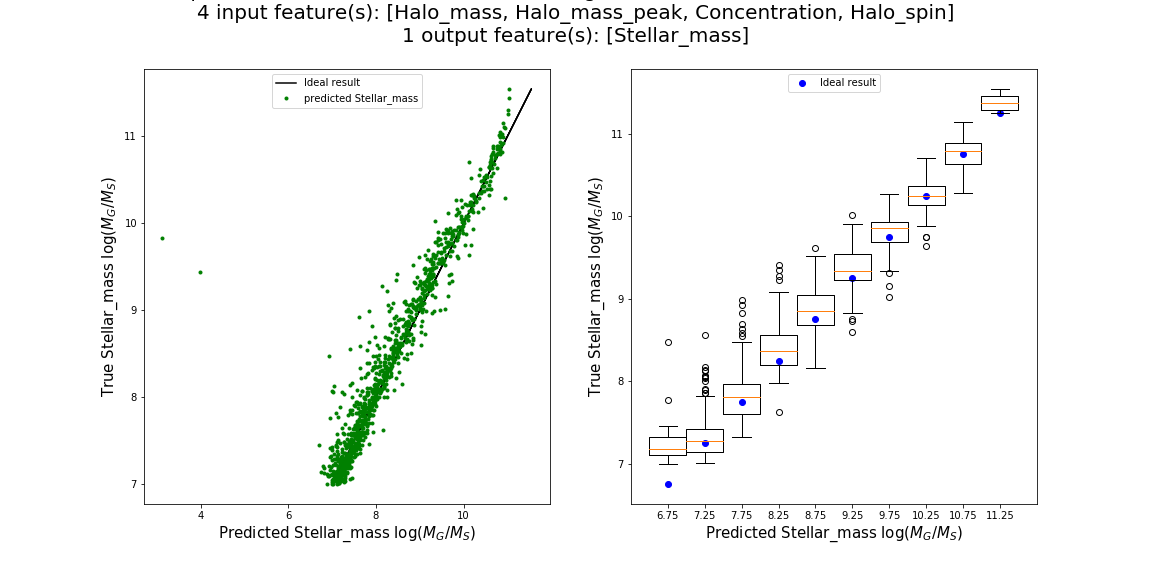 4 input feature(s): [Halo_mass, Halo_mass_peak, Concentration, Halo_spin]
1 output feature(s): [Stellar_mass]
Ideal result
predicted Stellar_mass
True Stellar_mass log(M_G/M_S)
11
10
9
8
7
4
6
8
10
Predicted Stellar_mass log(M_G/M_S)
Ideal result
True Stellar_mass log(M_G/M_S)
11
10
9
8
7
6.75 7.25 7.75 8.25 8.75 9.25 9.75 10.25 10.75 11.25
Predicted Stellar_mass log(M_G/M_S)